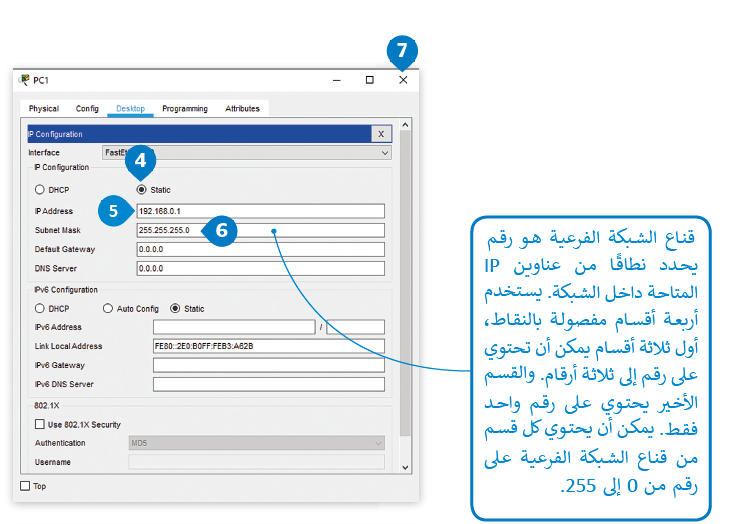 7
PC1
Physical Config Desktop Programming Attributes
IP Configuration X
Interface
IP Configuration
4
DHCP Static
5
IP Address 192.168.0.1
6
Subnet Mask 255.255.255.0
Default Gateway 0.0.0.0
DNS Server 0.0.0.0
IPv6 Configuration
DHCP Auto Config Static
IPv6 Address /
Link Local Address FE80::2E0:B0FF:FEB3:A62B
IPv6 Gateway
IPv6 DNS Server
802.1X
Use 802.1X Security
Authentication MD5
Username
Top
قناع الشبكة الفرعية هو رقم
يحدد نطاقًا من عناوين IP
المتاحة داخل الشبكة. يستخدم
أربعة أقسام مفصولة بالنقاط،
أول ثلاثة أقسام يمكن أن تحتوي
على رقم إلى ثلاثة أرقام. والقسم
الأخير يحتوي على رقم واحد
فقط. يمكن أن يحتوي كل قسم
من قناع الشبكة الفرعية على
رقم من 0 إلى 255.